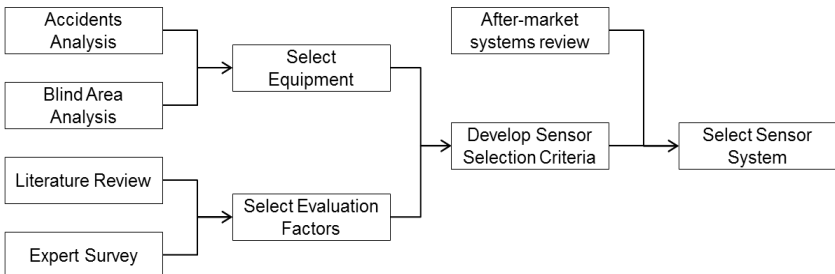 Accidents
Analysis
Blind Area
Analysis
Literature Review
Expert Survey
Select
Equipment
Select Evaluation
Factors
After-market
systems review
Develop Sensor
Selection Criteria
Select Sensor
System